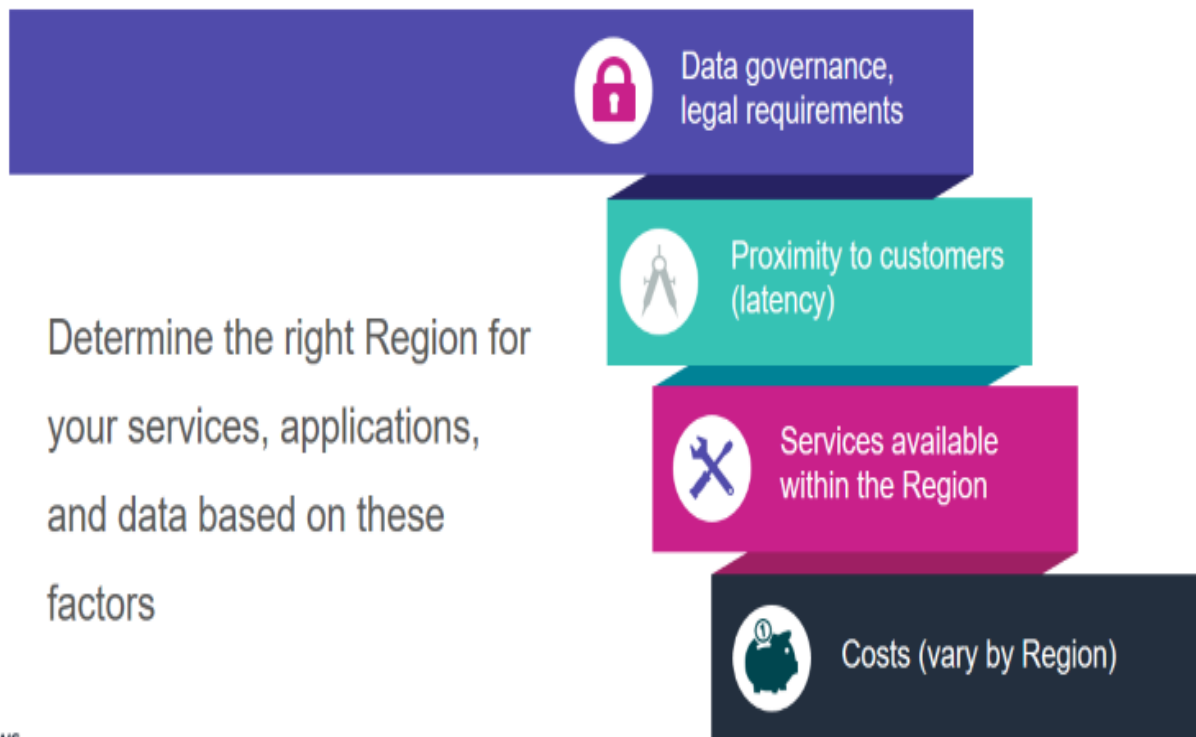 Data governance,
legal requirements
Proximity to customers
(latency)
Determine the right Region for
your services, applications,
and data based on these
factors
Services available
within the Region
Costs (vary by Region)